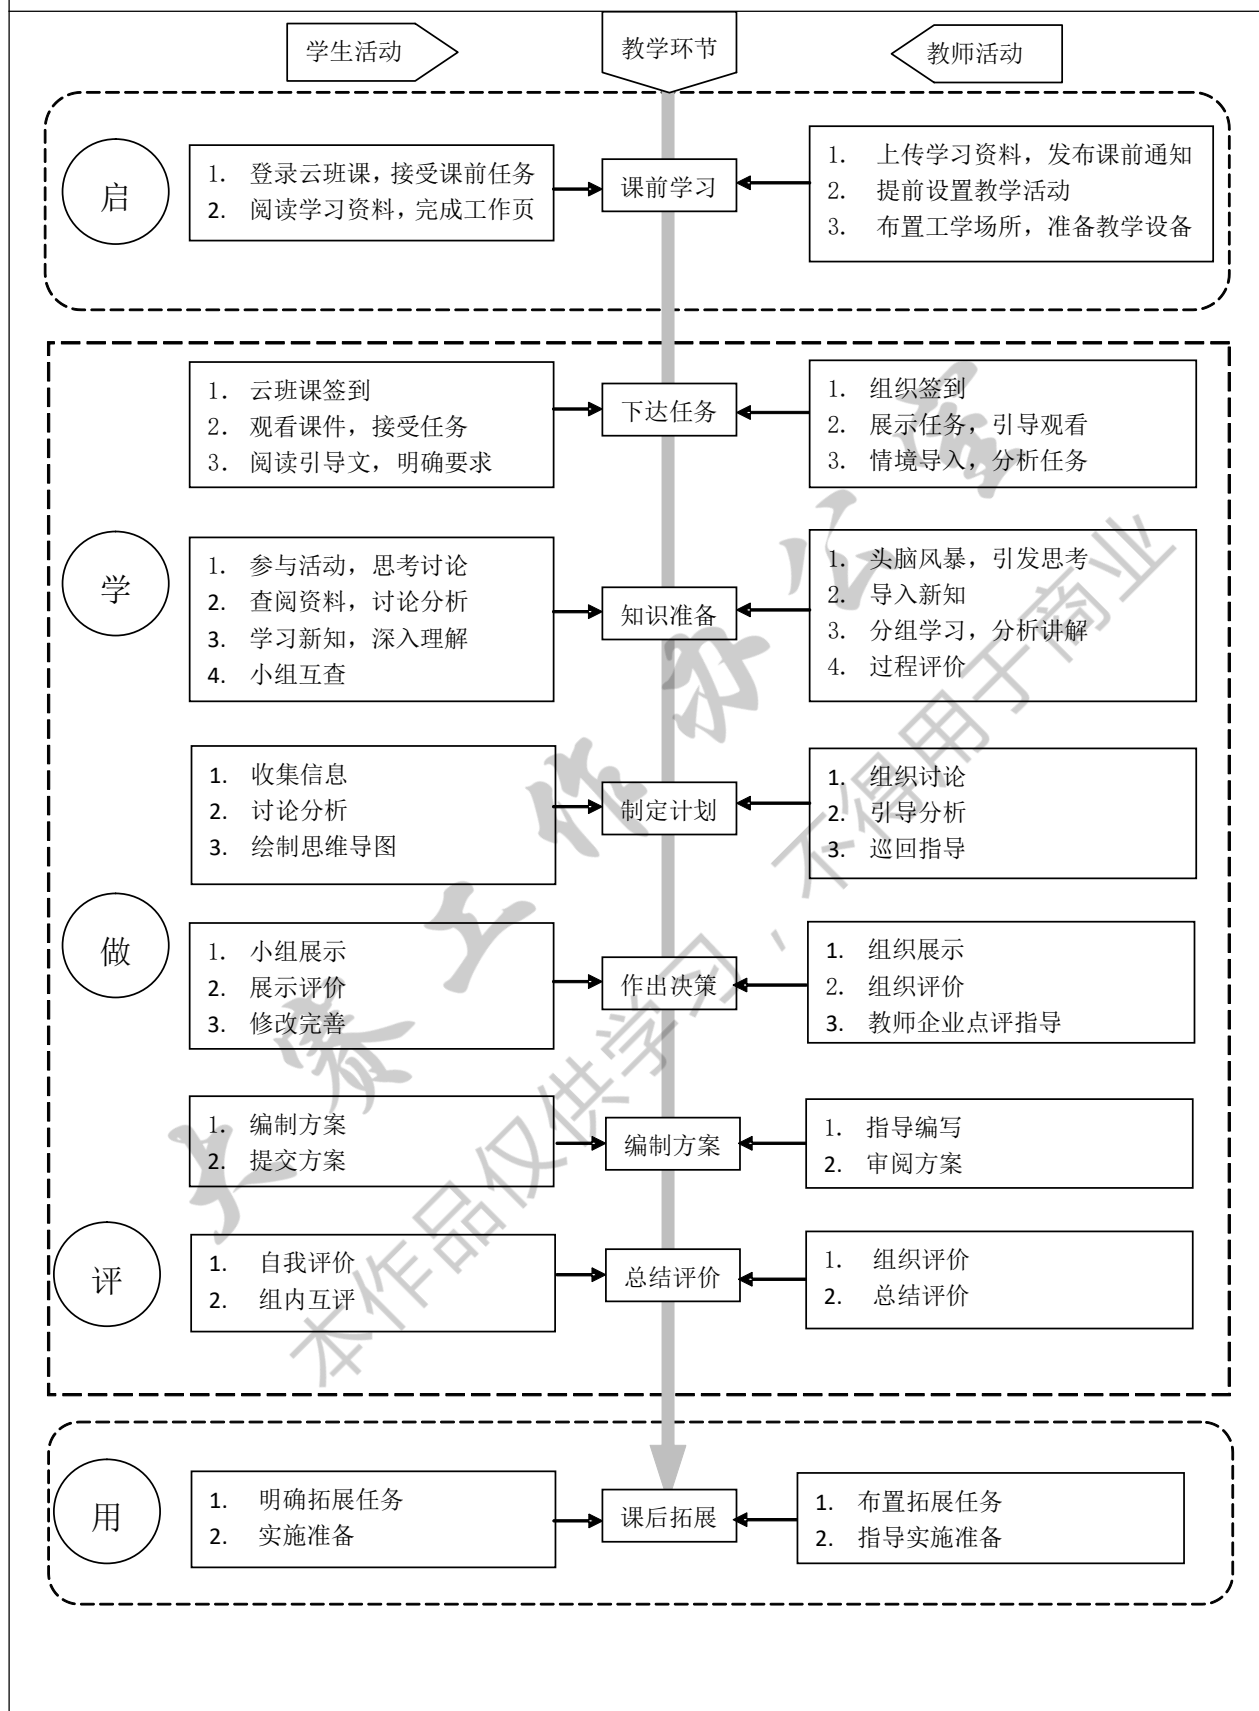 学生活动
教学环节
教师活动
启
1. 登录云班课，接受课前任务
2. 阅读学习资料，完成工作页
课前学习
1. 上传学习资料，发布课前通知
2. 提前设置教学活动
3. 布置工学场所，准备教学设备
1. 云班课签到
2. 观看课件，接受任务
3. 阅读引导文，明确要求
下达任务
1. 组织签到
2. 展示任务，引导观看
3. 情境导入，分析任务
学
1. 参与活动，思考讨论
2. 查阅资料，讨论分析
3. 学习新知，深入理解
4. 小组互查
知识准备
1. 头脑风暴，引发思考
2. 导入新知
3. 分组学习，分析讲解
4. 过程评价
1. 收集信息
2. 讨论分析
3. 绘制思维导图
制定计划
1. 组织讨论
2. 引导分析
3. 巡回指导
做
1. 小组展示
2. 展示评价
3. 修改完善
作出决策
1. 组织展示
2. 组织评价
3. 教师企业点评指导
1. 编制方案
2. 提交方案
编制方案
1. 指导编写
2. 审阅方案
评
1. 自我评价
2. 组内互评
总结评价
1. 组织评价
2. 总结评价
用
1. 明确拓展任务
2. 实施准备
课后拓展
1. 布置拓展任务
2. 指导实施准备
大赛工作办公室
本作品仅供学习，不得用于商业